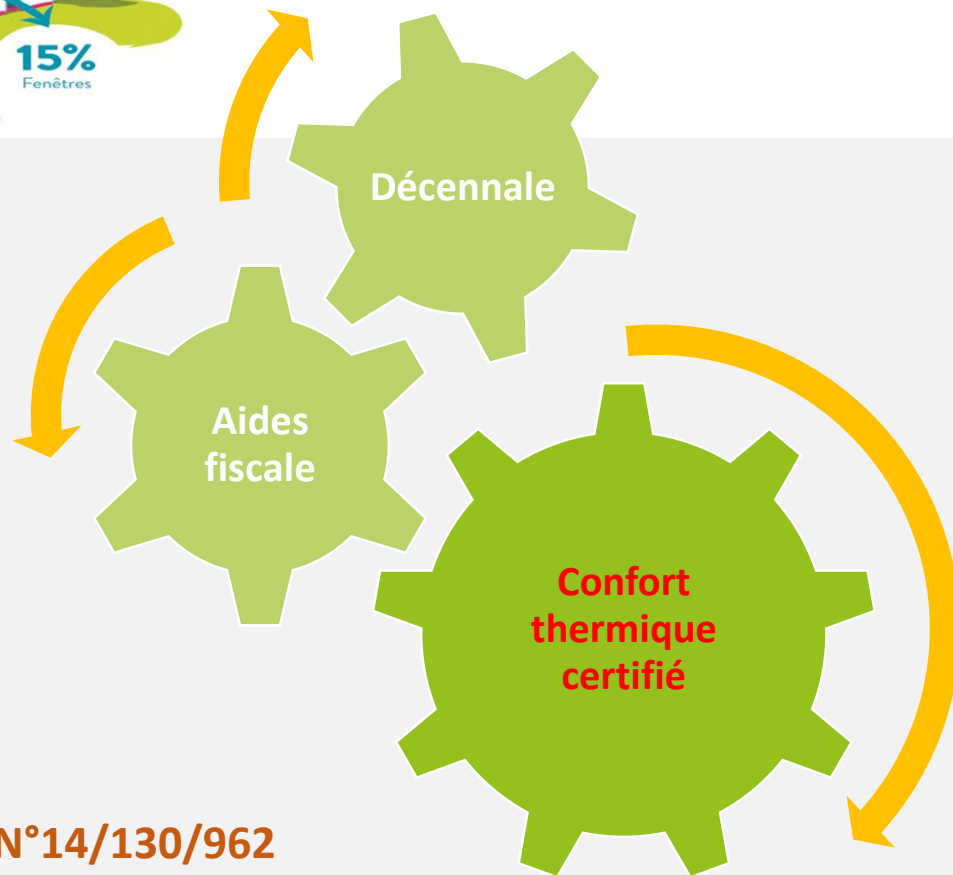 15%
Fenêtres
Décennale
Aides
fiscale
Confort
thermique
certifié
N°14/130/962